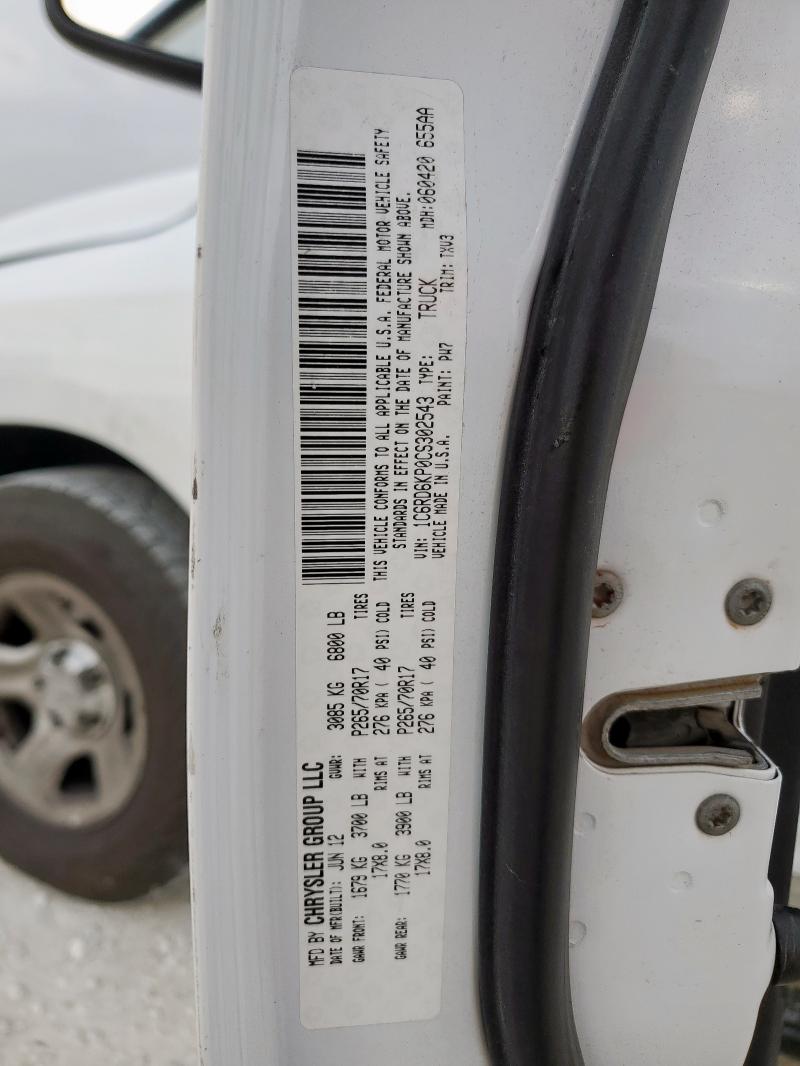 MFD BY CHRYSLER GROUP LLC
DATE OF MFR(BUILT): JUN 12 GVWR: 3085 KG 6800 LB
GAWR FRONT: 1679 KG 3700 LB WITH P265/70R17 TIRES
17X8.0 RIMS AT 276 KPA ( 40 PSI) COLD
GAWR REAR: 1770 KG 3900 LB WITH P265/70R17 TIRES
17X8.0 RIMS AT 276 KPA ( 40 PSI) COLD
THIS VEHICLE CONFORMS TO ALL APPLICABLE U.S.A. FEDERAL MOTOR VEHICLE SAFETY
STANDARDS IN EFFECT ON THE DATE OF MANUFACTURE SHOWN ABOVE.
VIN: 1C6RD6KP0CS302543 TYPE: TRUCK MDH:060420 655AA
VEHICLE MADE IN U.S.A. PAINT: PW7 TRIM: TXV3